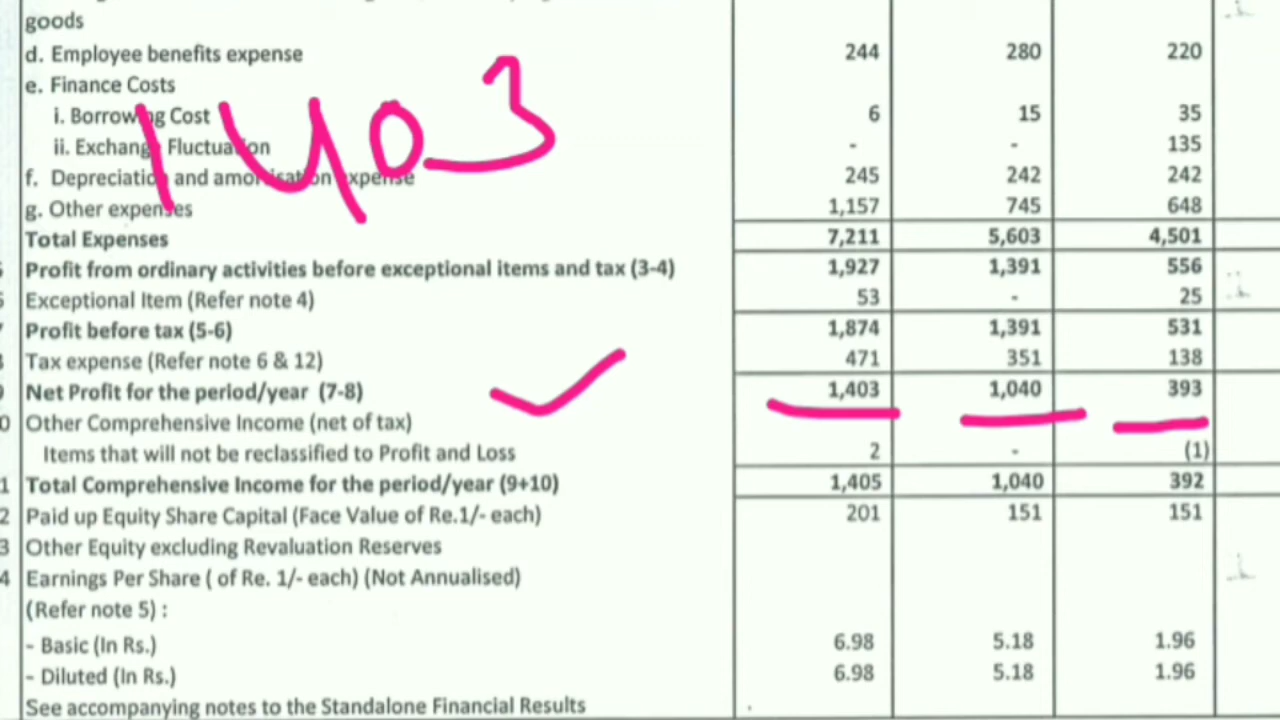 goods
d. Employee benefits expense 244 280 220
e. Finance Costs
i. Borrowing Cost 6 15 35
ii. Exchange Fluctuation - - 135
f. Depreciation and amortisation expense 245 242 242
g. Other expenses 1,157 745 648
1403
Total Expenses 7,211 5,603 4,501
Profit from ordinary activities before exceptional items and tax (3-4) 1,927 1,391 556
Exceptional Item (Refer note 4) 53 - 25
Profit before tax (5-6) 1,874 1,391 531
Tax expense (Refer note 6 & 12) 471 351 138
Net Profit for the period/year (7-8) 1,403 1,040 393
0 Other Comprehensive Income (net of tax)
Items that will not be reclassified to Profit and Loss 2 - (1)
1 Total Comprehensive Income for the period/year (9+10) 1,405 1,040 392
2 Paid up Equity Share Capital (Face Value of Re.1/- each) 201 151 151
3 Other Equity excluding Revaluation Reserves
4 Earnings Per Share ( of Re. 1/- each) (Not Annualised)
(Refer note 5) :
- Basic (In Rs.) 6.98 5.18 1.96
- Diluted (In Rs.) 6.98 5.18 1.96
See accompanying notes to the Standalone Financial Results